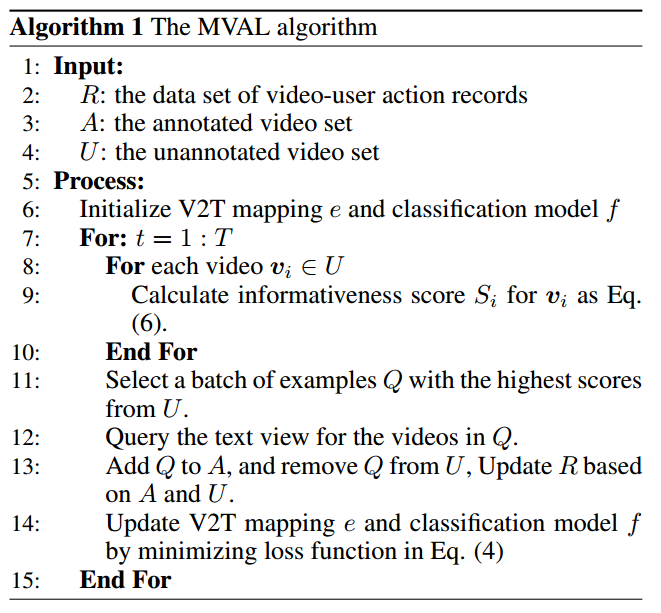 Algorithm 1 The MVAL algorithm
1: Input:
2: R: the data set of video-user action records
3: A: the annotated video set
4: U: the unannotated video set
5: Process:
6: Initialize V2T mapping e and classification model f
7: For: t = 1 : T
8: For each video v_i ∈ U
9: Calculate informativeness score S_i for v_i as Eq.
(6).
10: End For
11: Select a batch of examples Q with the highest scores
from U.
12: Query the text view for the videos in Q.
13: Add Q to A, and remove Q from U, Update R based
on A and U.
14: Update V2T mapping e and classification model f
by minimizing loss function in Eq. (4)
15: End For